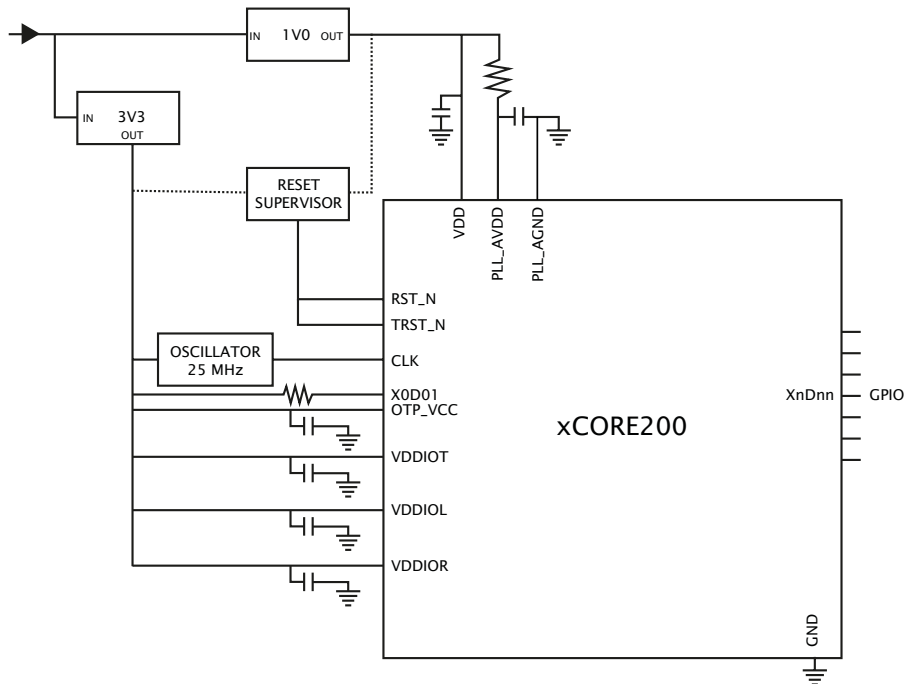 IN 1V0 OUT
IN 3V3
OUT
RESET
SUPERVISOR
VDD
PLL_AVDD
PLL_AGND
RST_N
TRST_N
OSCILLATOR
25 MHz
CLK
X0D01
OTP_VCC
XnDnn
GPIO
xCORE200
VDDIOT
VDDIOL
VDDIOR
GND